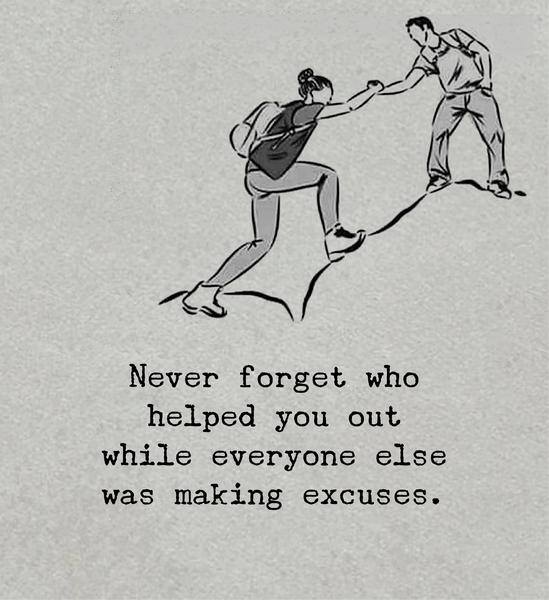 Never forget who
helped you out
while everyone else
was making excuses.